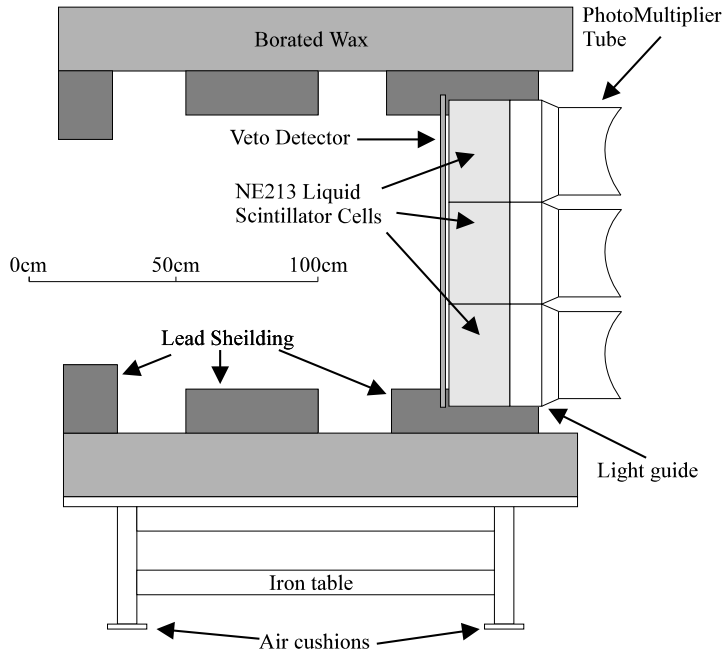 PhotoMultiplier
Tube
Borated Wax
Veto Detector
NE213 Liquid
Scintillator Cells
0cm
50cm
100cm
Lead Sheilding
Light guide
Iron table
Air cushions